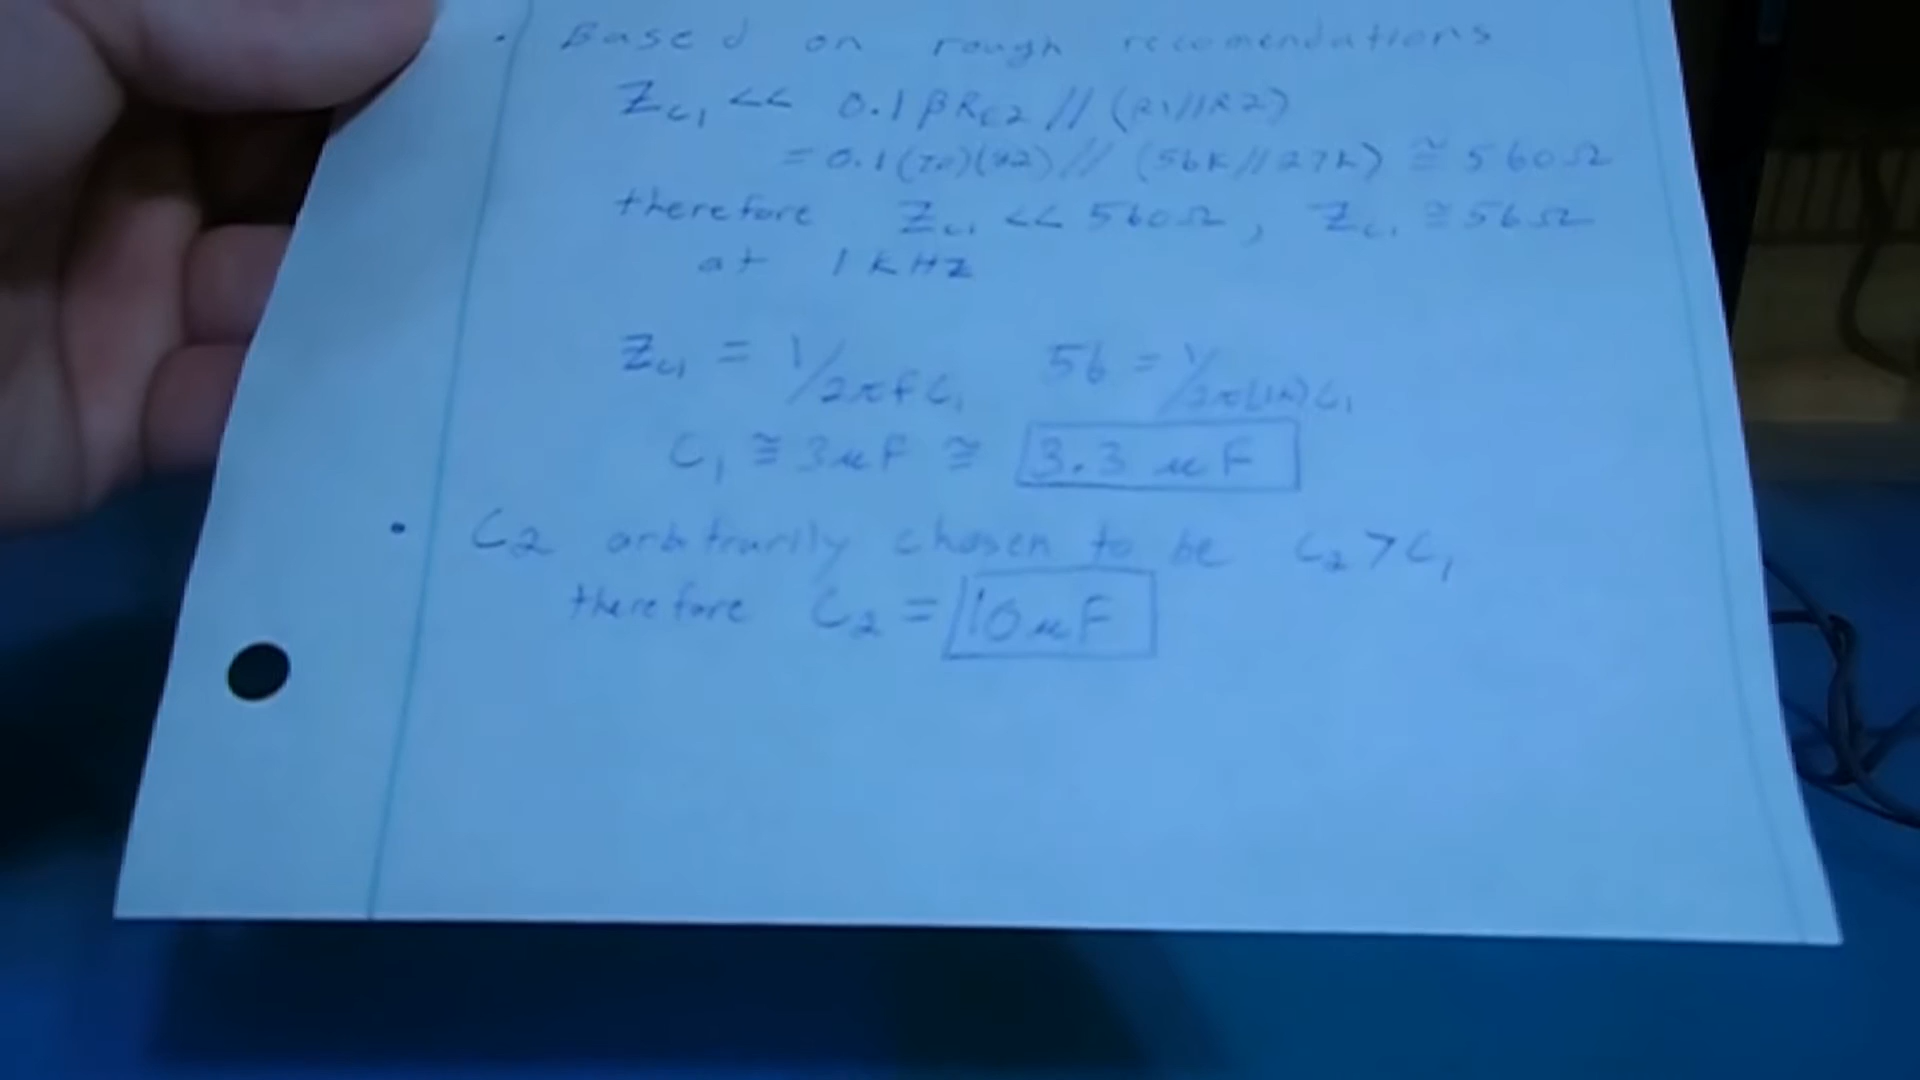 • Based on rough recomendations
Zc1 << 0.1βRE2 // (R1//R2)
= 0.1(70)(82) // (56K//27K) ≅ 560Ω
therefore Zc1 << 560Ω, Zc1 ≅ 56Ω
at 1KHz
Zc1 = 1/2πfC1 56 = 1/2π(1K)C1
C1 ≅ 3uF ≅ 3.3 uF
• C2 arbitrarily chosen to be C2 > C1
therefore C2 = 10uF